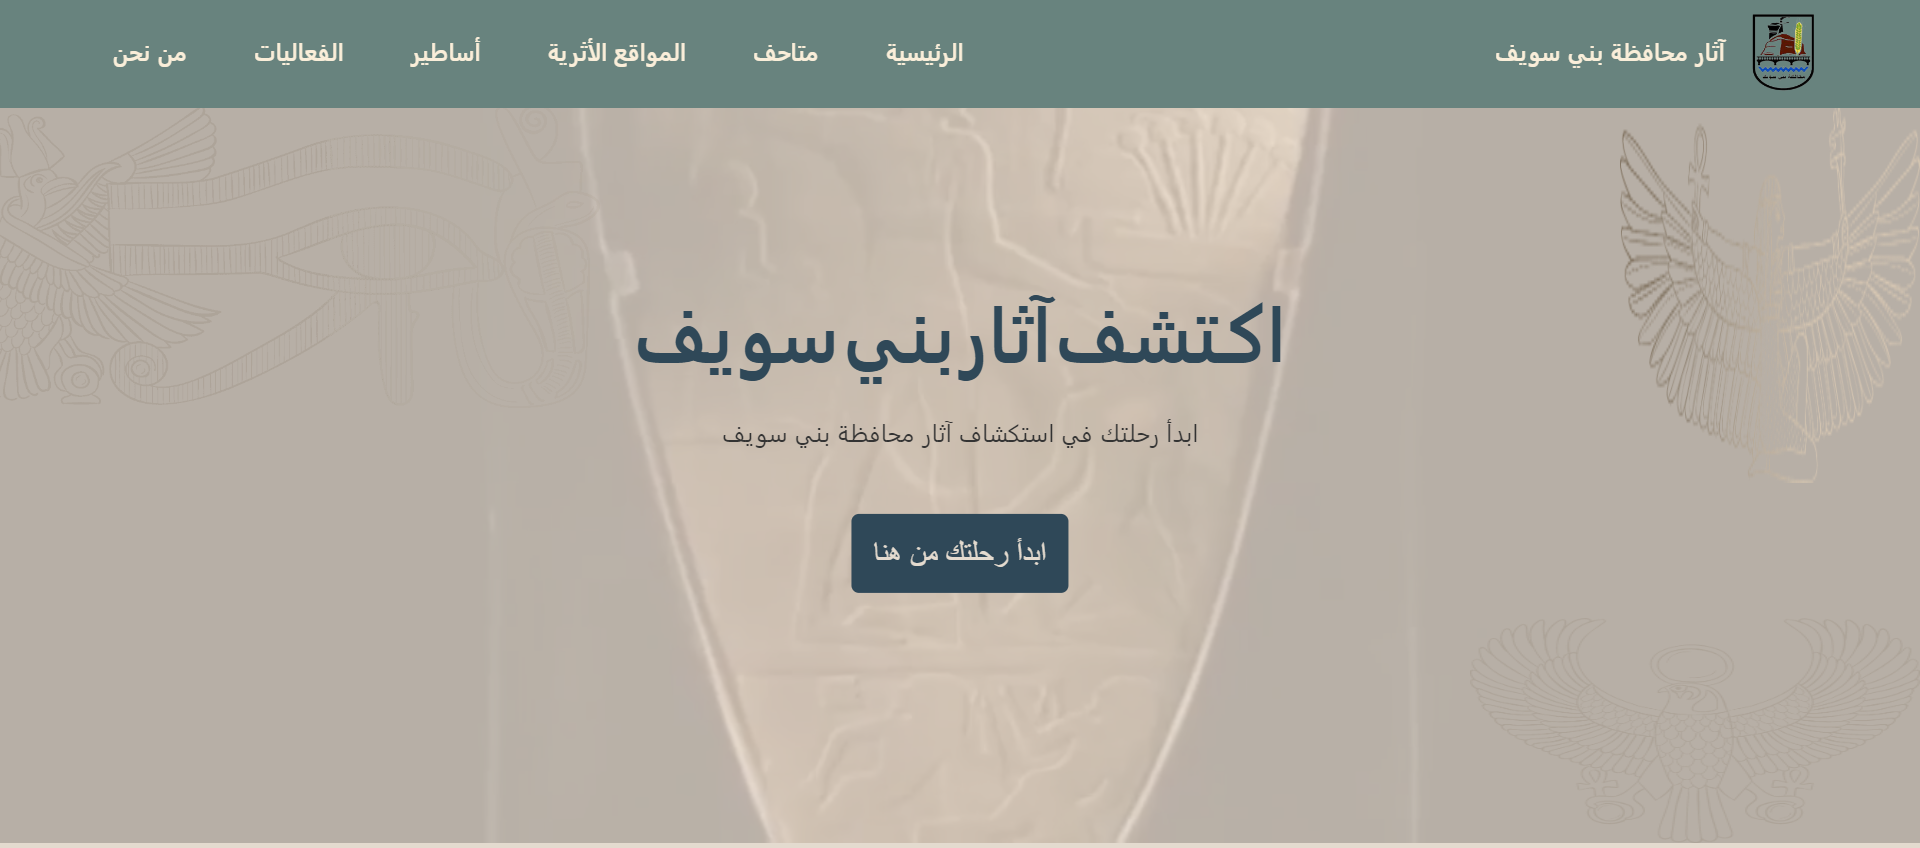 آثار محافظة بني سويف
الرئيسية
متاحف
المواقع الأثرية
أساطير
الفعاليات
من نحن
اكتشف آثار بني سويف
ابدأ رحلتك في استكشاف آثار محافظة بني سويف
ابدأ رحلتك من هنا